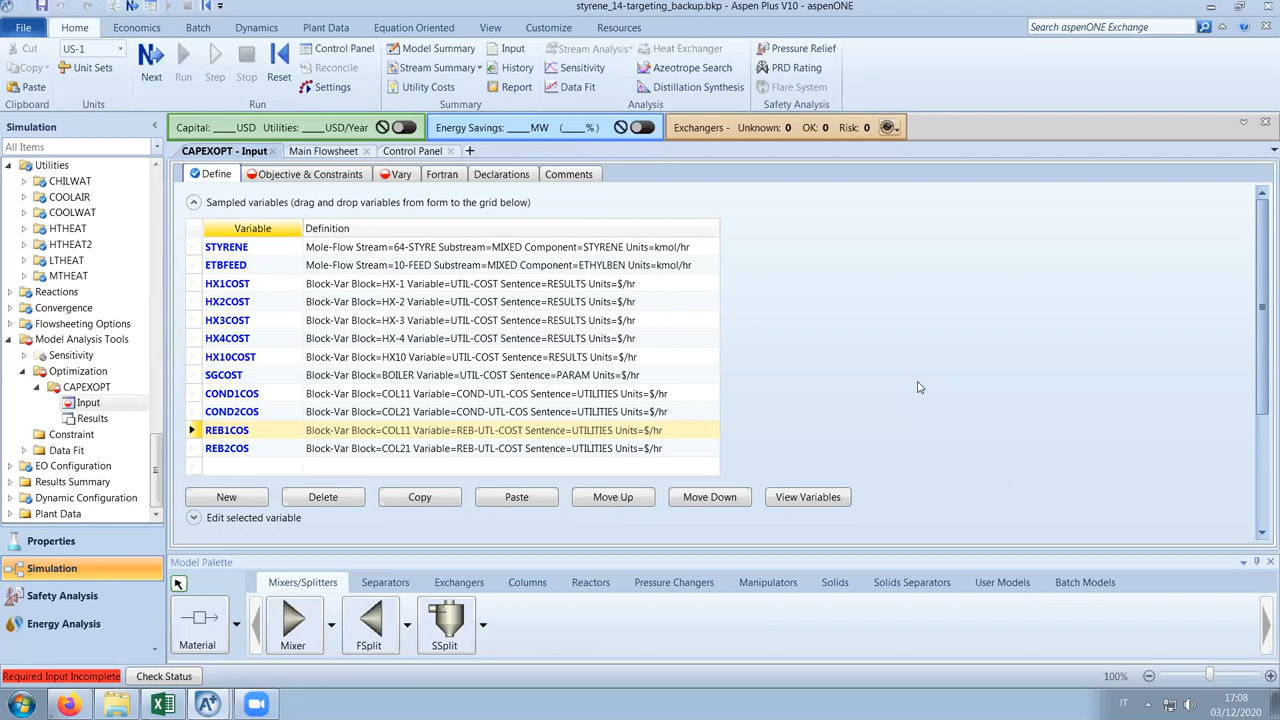 styrene_14-targeting_backup.bkp - Aspen Plus V10 - aspenONE
File Home Economics Batch Dynamics Plant Data Equation Oriented View Customize Resources Search aspenONE Exchange
Cut US-1 Control Panel Model Summary Input Stream Analysis Heat Exchanger Pressure Relief
Copy Unit Sets Next Run Step Stop Reset Reconcile Stream Summary History Sensitivity Azeotrope Search PRD Rating
Paste Settings Utility Costs Report Data Fit Distillation Synthesis Flare System
Clipboard Units Run Summary Analysis Safety Analysis
Simulation Capital: ____USD Utilities: ____USD/Year Energy Savings: ____MW (____%) Exchangers - Unknown: 0 OK: 0 Risk: 0
All Items CAPEXOPT - Input Main Flowsheet Control Panel
Utilities
CHILWAT
COOLAIR
COOLWAT
HTHEAT
HTHEAT2
LTHEAT
MTHEAT
Reactions
Convergence
Flowsheeting Options
Model Analysis Tools
Sensitivity
Optimization
CAPEXOPT
Input
Results
Constraint
Data Fit
EO Configuration
Results Summary
Dynamic Configuration
Plant Data
Properties
Simulation
Safety Analysis
Energy Analysis
Define Objective & Constraints Vary Fortran Declarations Comments
Sampled variables (drag and drop variables from form to the grid below)
Variable Definition
STYRENE Mole-Flow Stream=64-STYRE Substream=MIXED Component=STYRENE Units=kmol/hr
ETBFEED Mole-Flow Stream=10-FEED Substream=MIXED Component=ETHYLBEN Units=kmol/hr
HX1COST Block-Var Block=HX-1 Variable=UTIL-COST Sentence=RESULTS Units=$/hr
HX2COST Block-Var Block=HX-2 Variable=UTIL-COST Sentence=RESULTS Units=$/hr
HX3COST Block-Var Block=HX-3 Variable=UTIL-COST Sentence=RESULTS Units=$/hr
HX4COST Block-Var Block=HX-4 Variable=UTIL-COST Sentence=RESULTS Units=$/hr
HX10COST Block-Var Block=HX10 Variable=UTIL-COST Sentence=RESULTS Units=$/hr
SGCOST Block-Var Block=BOILER Variable=UTIL-COST Sentence=PARAM Units=$/hr
COND1COS Block-Var Block=COL11 Variable=COND-UTL-COS Sentence=UTILITIES Units=$/hr
COND2COS Block-Var Block=COL21 Variable=COND-UTL-COS Sentence=UTILITIES Units=$/hr
REB1COS Block-Var Block=COL11 Variable=REB-UTL-COST Sentence=UTILITIES Units=$/hr
REB2COS Block-Var Block=COL21 Variable=REB-UTL-COST Sentence=UTILITIES Units=$/hr
New Delete Copy Paste Move Up Move Down View Variables
Edit selected variable
Model Palette
Mixers/Splitters Separators Exchangers Columns Reactors Pressure Changers Manipulators Solids Solids Separators User Models Batch Models
Material Mixer FSplit SSplit
Required Input Incomplete Check Status 100%
IT 17:08
03/12/2020